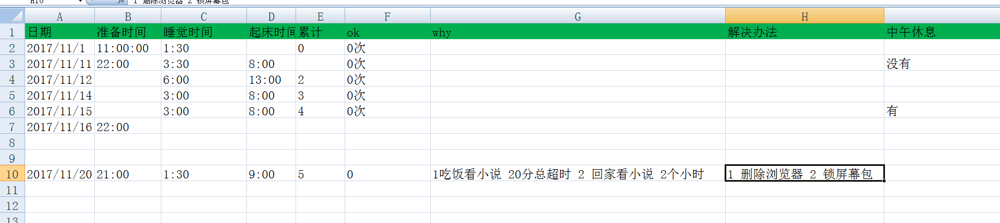 H10 fx 1 删除浏览器 2 锁屏幕包
A B C D E F G H
1 日期 准备时间 睡觉时间 起床时间 累计 ok why 解决办法 中午休息
2 2017/11/1 11:00:00 1:30 0 0次
3 2017/11/11 22:00 3:30 8:00 0次 没有
4 2017/11/12 6:00 13:00 2 0次
5 2017/11/14 3:00 8:00 3 0次
6 2017/11/15 3:00 8:00 4 0次 有
7 2017/11/16 22:00
8
9
10 2017/11/20 21:00 1:30 9:00 5 0 1吃饭看小说 20分总超时 2 回家看小说 2个小时 1 删除浏览器 2 锁屏幕包
11
12
13